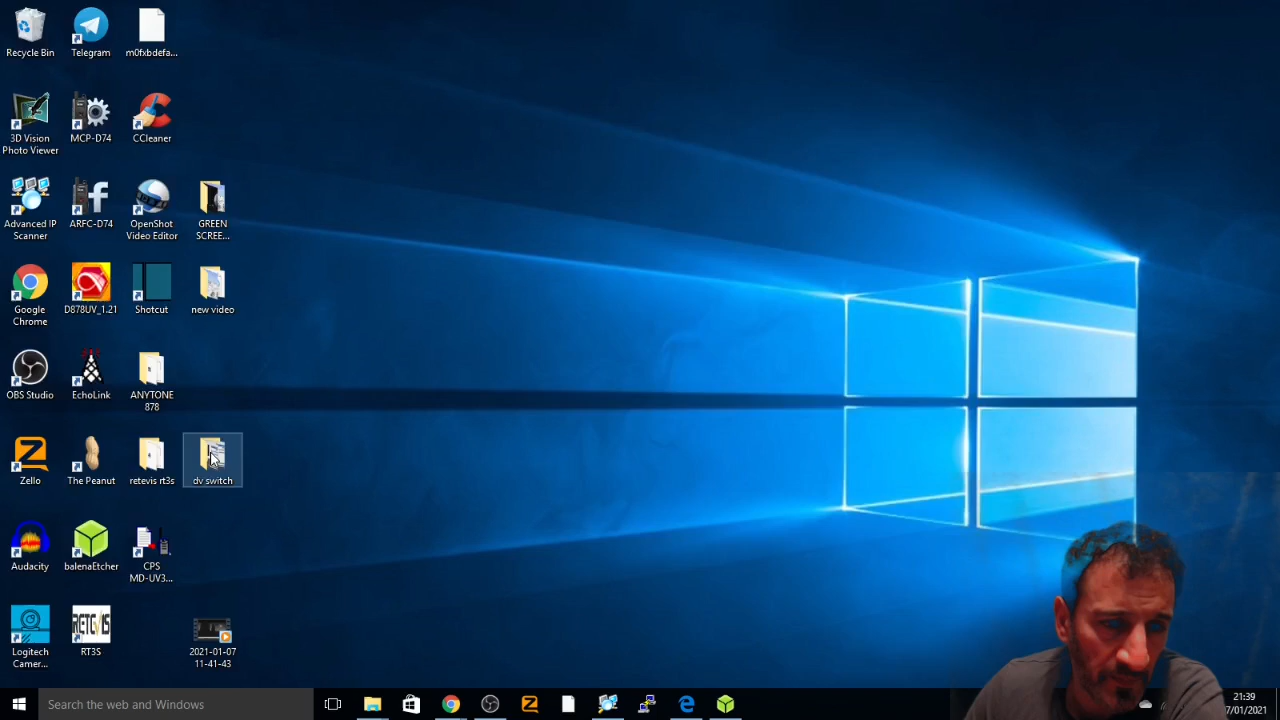 Recycle Bin
Telegram
m0fxbdefa...
3D Vision
Photo Viewer
MCP-D74
CCleaner
Advanced IP
Scanner
ARFC-D74
OpenShot
Video Editor
GREEN
SCREE...
Google
Chrome
D878UV_1.21
Shotcut
new video
OBS Studio
EchoLink
ANYTONE
878
Zello
The Peanut
retevis rt3s
dv switch
Audacity
balenaEtcher
CPS
MD-UV3...
Logitech
Camer...
RETEVIS
RT3S
2021-01-07
11-41-43
Search the web and Windows
21:39
7/01/2021